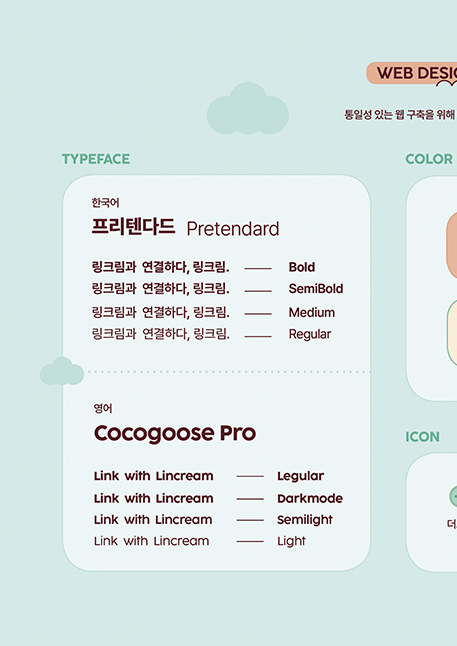 WEB DESIG
통일성 있는 웹 구축을 위해
TYPEFACE
한국어
프리텐다드 Pretendard
링크림과 연결하다, 링크림. Bold
링크림과 연결하다, 링크림. SemiBold
링크림과 연결하다, 링크림. Medium
링크림과 연결하다, 링크림. Regular
영어
Cocogoose Pro
Link with Lincream Legular
Link with Lincream Darkmode
Link with Lincream Semilight
Link with Lincream Light
COLOR
ICON
더